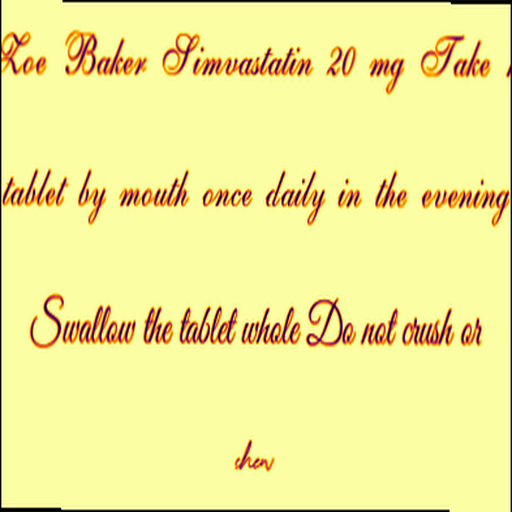 Zoe Baker Simvastatin 20 mg Take
tablet by mouth once daily in the evening
Swallow the tablet whole Do not crush or
chew